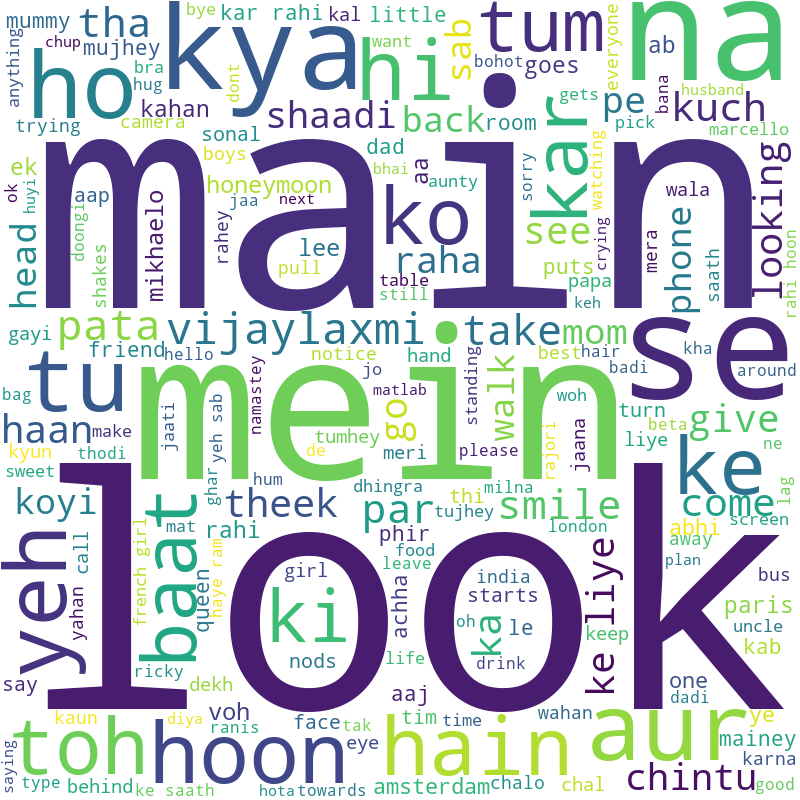 mummy tha bye kar rahi kal little kya hi tum na
anything chup mujhey bra hug dont want sab bohot goes everyone ab
ho kahan shaadi back room gets pe bana husband kuch
trying camera sonal dad aa kar pick marcello
ek boys bhai aunty sorry watching
ok huyi aap doongi honeymoon jaa next ko wala looking
main
head shakes mikhaelo rahey lee raha see crying mera phone saath
pull table still puts papa keh rahi hoon
pata vijaylaxmi take mom se
gayi friend hello notice hand best hair kha around
tu mein jo matlab standing badi
bag haan make jaati namastey go walk woh turn give
kyun thodi yeh sab tumhey meri please rajori jaana liye beta ne
sweet ghar de hum dhingra thi milna ke come lag
koyi baat theek par tujhey smile london abhi screen
yeh call mat rahi phir food away
look
french girl queen haye ram girl achha leave india starts liye plan bus
yahan ki oh ka le keep paris
nods life drink ke uncle kab
say ricky dekh aaj one dadi
kaun diya voh face tak tim time wahan ye
toh hoon ranis eye hain aur mainey
saying karna
type behind chintu
ke saath hota towards amsterdam chalo chal good